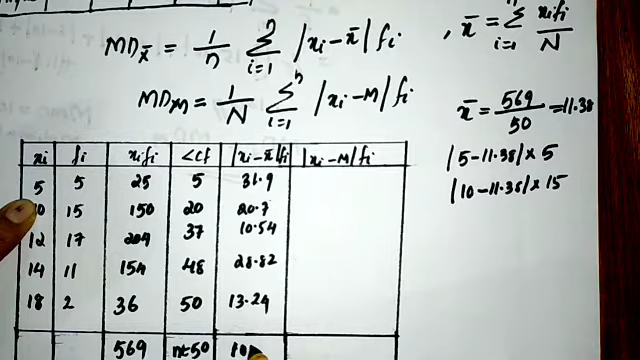 MD_x̄ = 1/n Σ_{i=1}^{n} |xi - x̄| fi
, x̄ = Σ_{i=1}^{n} xifi/N
MD_M = 1/N Σ_{i=1}^{n} |xi - M| fi
x̄ = 569/50 = 11.38
|5-11.38| × 5
|10-11.38| × 15
xi fi xifi <Cf |xi-x̄|fi |xi-M|fi
5 5 25 5 31.9
10 15 150 20 20.7
12 17 204 37 10.54
14 11 154 48 28.82
18 2 36 50 13.24
569 n=50 10